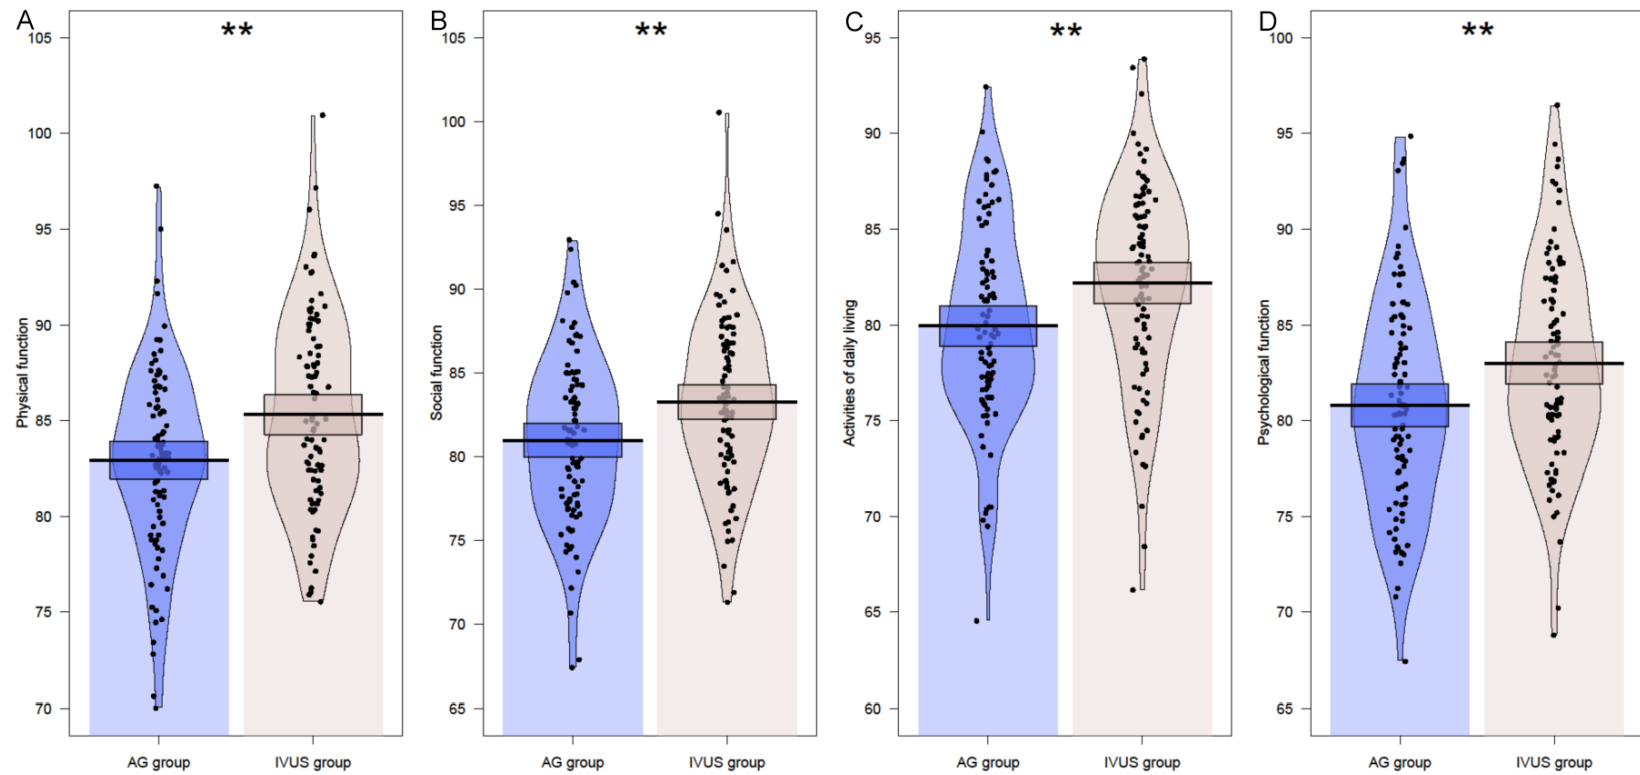 A
**
Physical function
105
100
95
90
85
80
75
70
AG group
IVUS group
B
**
Social function
105
100
95
90
85
80
75
70
65
AG group
IVUS group
C
**
Activities of daily living
95
90
85
80
75
70
65
60
AG group
IVUS group
D
**
Psychological function
100
95
90
85
80
75
70
65
AG group
IVUS group